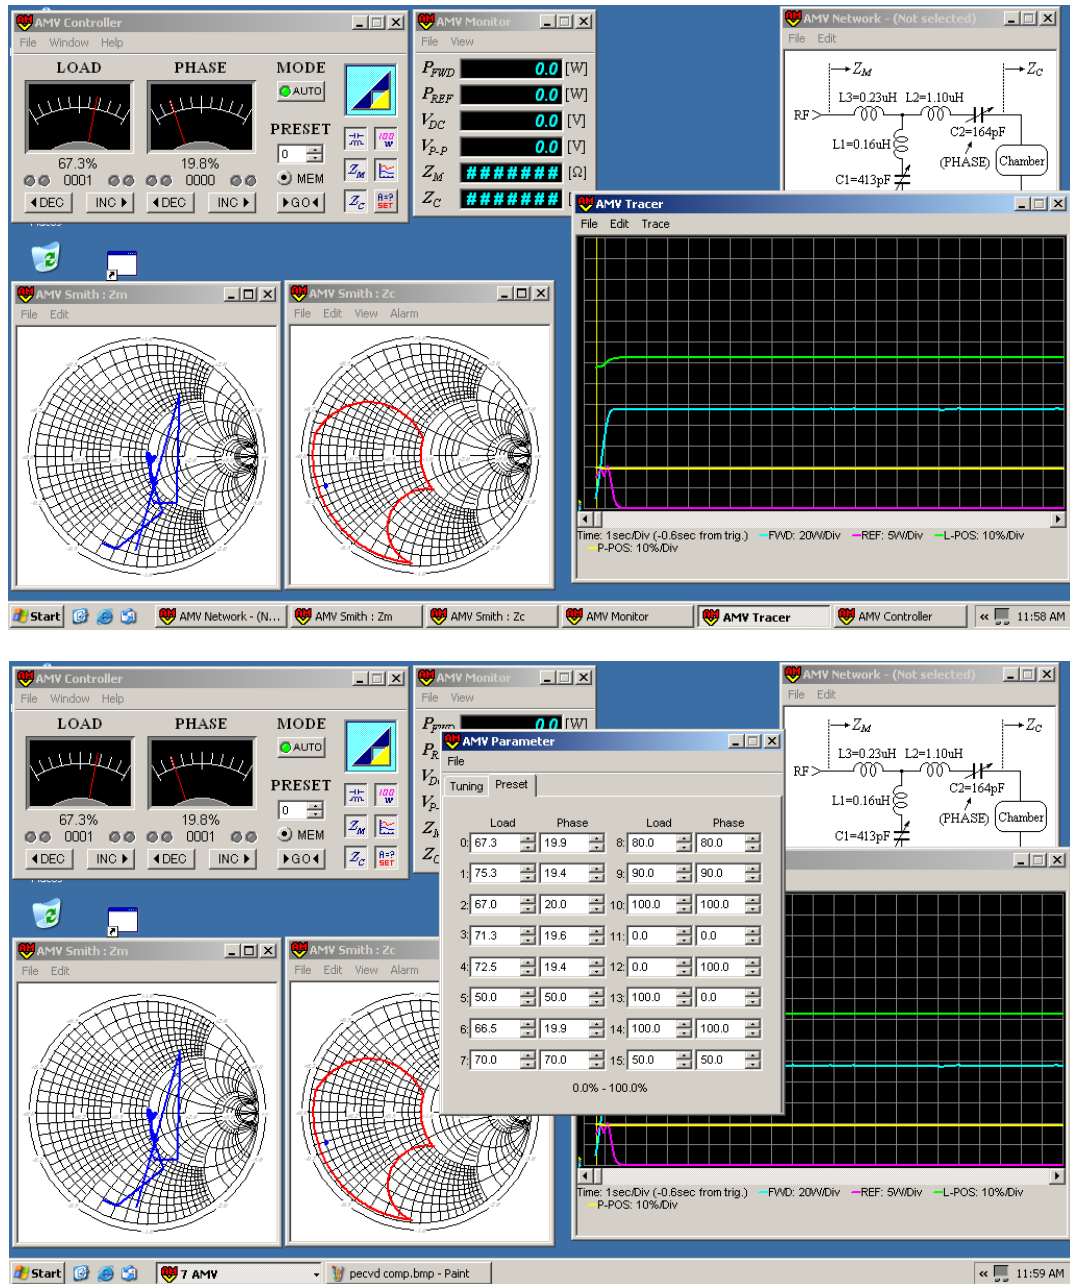 AMV Controller
File Window Help
LOAD PHASE MODE
AUTO
PRESET
0
67.3% 19.8%
0001 0000
MEM
DEC INC DEC INC GO
100 W
ZM
ZC
A=? SET
AMV Monitor
File View
PFWD 0.0 [W]
PREF 0.0 [W]
VDC 0.0 [V]
VP-P 0.0 [V]
ZM ####### [Ω]
ZC ####### [
AMV Network - (Not selected)
File Edit
ZM ZC
L3=0.23uH L2=1.10uH
RF
C2=164pF
L1=0.16uH
(PHASE) Chamber
C1=413pF
AMV Tracer
File Edit Trace
Time: 1sec/Div (-0.6sec from trig.) FWD: 20W/Div REF: 5W/Div L-POS: 10%/Div
P-POS: 10%/Div
AMV Smith : Zm
File Edit
AMV Smith : Zc
File Edit View Alarm
Start AMV Network - (N... AMV Smith : Zm AMV Smith : Zc AMV Monitor AMV Tracer AMV Controller « 11:58 AM
AMV Controller
File Window Help
LOAD PHASE MODE
AUTO
PRESET
0
67.3% 19.8%
0001 0001
MEM
DEC INC DEC INC GO
100 W
ZM
ZC
A=? SET
AMV Monitor
File View
PFWD 0.0 [W]
AMV Network - (Not selected)
File Edit
ZM ZC
L3=0.23uH L2=1.10uH
RF
C2=164pF
L1=0.16uH
(PHASE) Chamber
C1=413pF
AMV Parameter
File
Tuning Preset
Load Phase Load Phase
0: 67.3 19.9 8: 80.0 80.0
1: 75.3 19.4 9: 90.0 90.0
2: 67.0 20.0 10: 100.0 100.0
3: 71.3 19.6 11: 0.0 0.0
4: 72.5 19.4 12: 0.0 100.0
5: 50.0 50.0 13: 100.0 0.0
6: 66.5 19.9 14: 100.0 100.0
7: 70.0 70.0 15: 50.0 50.0
0.0% - 100.0%
AMV Smith : Zm
File Edit
AMV Smith : Zc
File Edit View Alarm
Time: 1sec/Div (-0.6sec from trig.) FWD: 20W/Div REF: 5W/Div L-POS: 10%/Div
P-POS: 10%/Div
Start 7 AMV pecvd comp.bmp - Paint « 11:59 AM